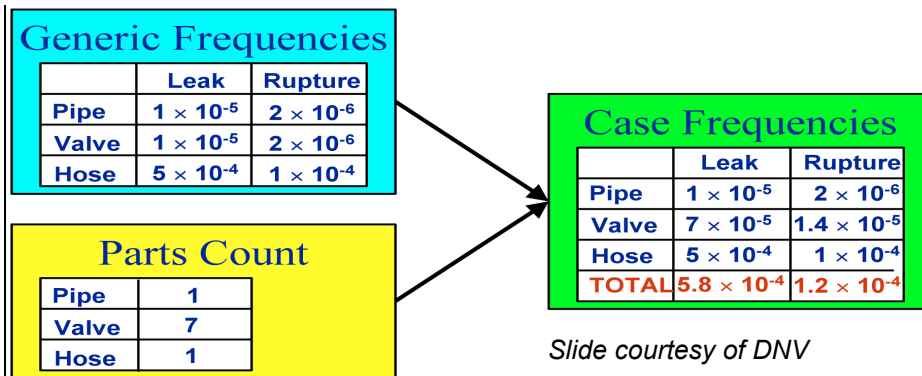 Generic Frequencies
Leak Rupture
Pipe 1 × 10⁻⁵ 2 × 10⁻⁶
Valve 1 × 10⁻⁵ 2 × 10⁻⁶
Hose 5 × 10⁻⁴ 1 × 10⁻⁴
Parts Count
Pipe 1
Valve 7
Hose 1
Case Frequencies
Leak Rupture
Pipe 1 × 10⁻⁵ 2 × 10⁻⁶
Valve 7 × 10⁻⁵ 1.4 × 10⁻⁵
Hose 5 × 10⁻⁴ 1 × 10⁻⁴
TOTAL 5.8 × 10⁻⁴ 1.2 × 10⁻⁴
Slide courtesy of DNV